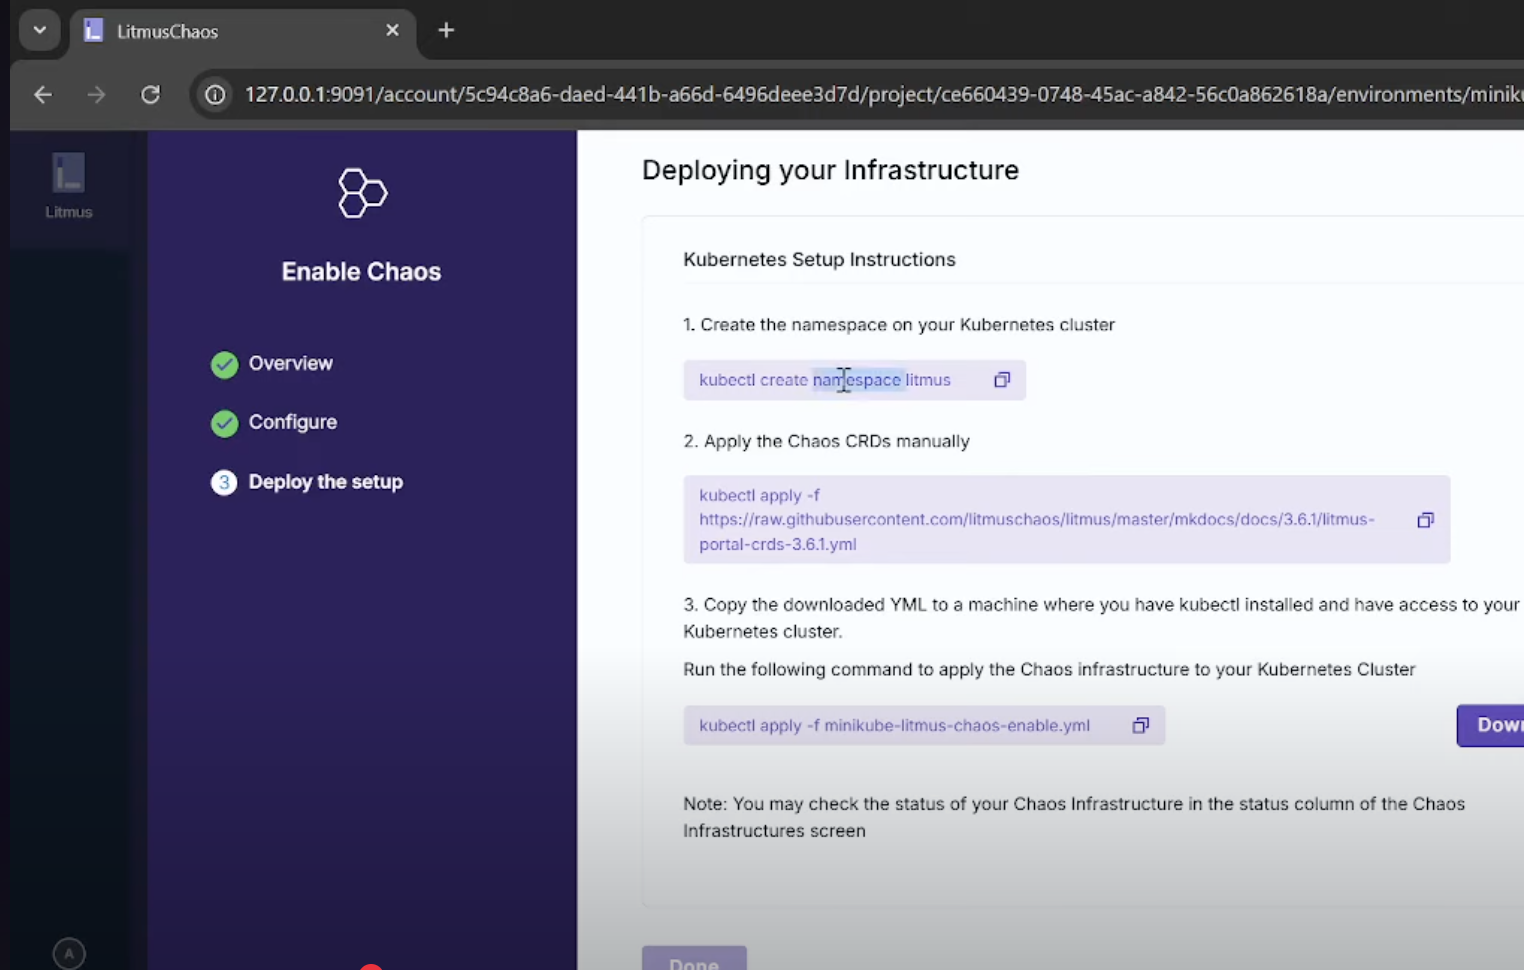 LitmusChaos
127.0.0.1:9091/account/5c94c8a6-daed-441b-a66d-6496deee3d7d/project/ce660439-0748-45ac-a842-56c0a862618a/environments/minik
Litmus
Enable Chaos
Overview
Configure
3 Deploy the setup
A
Deploying your Infrastructure
Kubernetes Setup Instructions
1. Create the namespace on your Kubernetes cluster
kubectl create namespace litmus
2. Apply the Chaos CRDs manually
kubectl apply -f
https://raw.githubusercontent.com/litmuschaos/litmus/master/mkdocs/docs/3.6.1/litmus-
portal-crds-3.6.1.yml
3. Copy the downloaded YML to a machine where you have kubectl installed and have access to your
Kubernetes cluster.
Run the following command to apply the Chaos infrastructure to your Kubernetes Cluster
kubectl apply -f minikube-litmus-chaos-enable.yml
Note: You may check the status of your Chaos Infrastructure in the status column of the Chaos
Infrastructures screen
Done